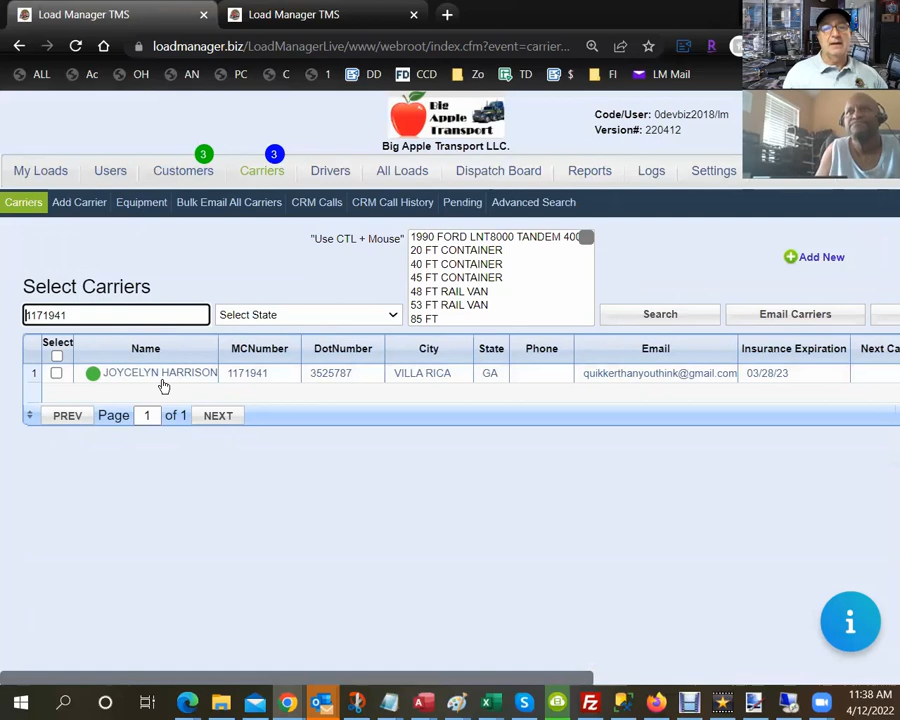 Load Manager TMS
Load Manager TMS
loadmanager.biz/LoadManagerLive/www/webroot/index.cfm?event=carrier...
ALL Ac OH AN PC C 1 DD CCD Zo TD $ FI LM Mail
Big Apple Transport
Big Apple Transport LLC.
Code/User: 0devbiz2018/lm
Version#: 220412
3 3
My Loads Users Customers Carriers Drivers All Loads Dispatch Board Reports Logs Settings
Carriers Add Carrier Equipment Bulk Email All Carriers CRM Calls CRM Call History Pending Advanced Search
"Use CTL + Mouse"
1990 FORD LNT8000 TANDEM 400
20 FT CONTAINER
40 FT CONTAINER
45 FT CONTAINER
48 FT RAIL VAN
53 FT RAIL VAN
85 FT
Add New
Select Carriers
1171941 Select State Search Email Carriers
Select Name MCNumber DotNumber City State Phone Email Insurance Expiration Next Ca
1 JOYCELYN HARRISON 1171941 3525787 VILLA RICA GA quikkerthanyouthink@gmail.com 03/28/23
PREV Page 1 of 1 NEXT
i
11:38 AM
4/12/2022